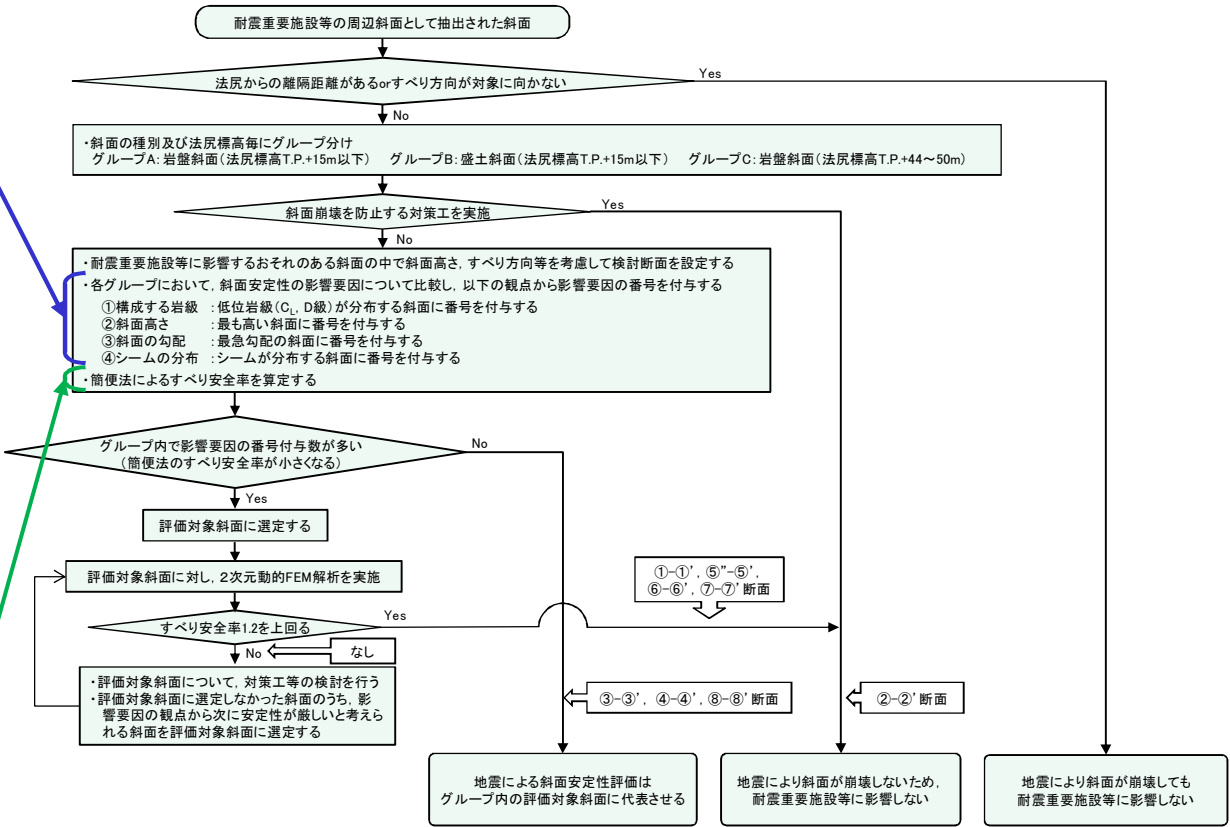 耐震重要施設等の周辺斜面として抽出された斜面
法尻からの離隔距離があるorすべり方向が対象に向かない
Yes
No
・斜面の種別及び法尻標高毎にグループ分け
グループA：岩盤斜面（法尻標高T.P.+15m以下）　グループB：盛土斜面（法尻標高T.P.+15m以下）　グループC：岩盤斜面（法尻標高T.P.+44～50m）
斜面崩壊を防止する対策工を実施
Yes
No
・耐震重要施設等に影響するおそれのある斜面の中で斜面高さ，すべり方向等を考慮して検討断面を設定する
・各グループにおいて，斜面安定性の影響要因について比較し，以下の観点から影響要因の番号を付与する
①構成する岩級　：低位岩級（CL，D級）が分布する斜面に番号を付与する
②斜面高さ　：最も高い斜面に番号を付与する
③斜面の勾配　：最急勾配の斜面に番号を付与する
④シームの分布　：シームが分布する斜面に番号を付与する
・簡便法によるすべり安全率を算定する
グループ内で影響要因の番号付与数が多い
（簡便法のすべり安全率が小さくなる）
No
Yes
評価対象斜面に選定する
評価対象斜面に対し，2次元動的FEM解析を実施
①-①’，⑤”-⑤’，
⑥-⑥’，⑦-⑦’断面
すべり安全率1.2を上回る
Yes
No
なし
・評価対象斜面について，対策工等の検討を行う
・評価対象斜面に選定しなかった斜面のうち，影
響要因の観点から次に安定性が厳しいと考えら
れる斜面を評価対象斜面に選定する
③-③’，④-④’，⑧-⑧’断面
②-②’断面
地震による斜面安定性評価は
グループ内の評価対象斜面に代表させる
地震により斜面が崩壊しないため，
耐震重要施設等に影響しない
地震により斜面が崩壊しても
耐震重要施設等に影響しない